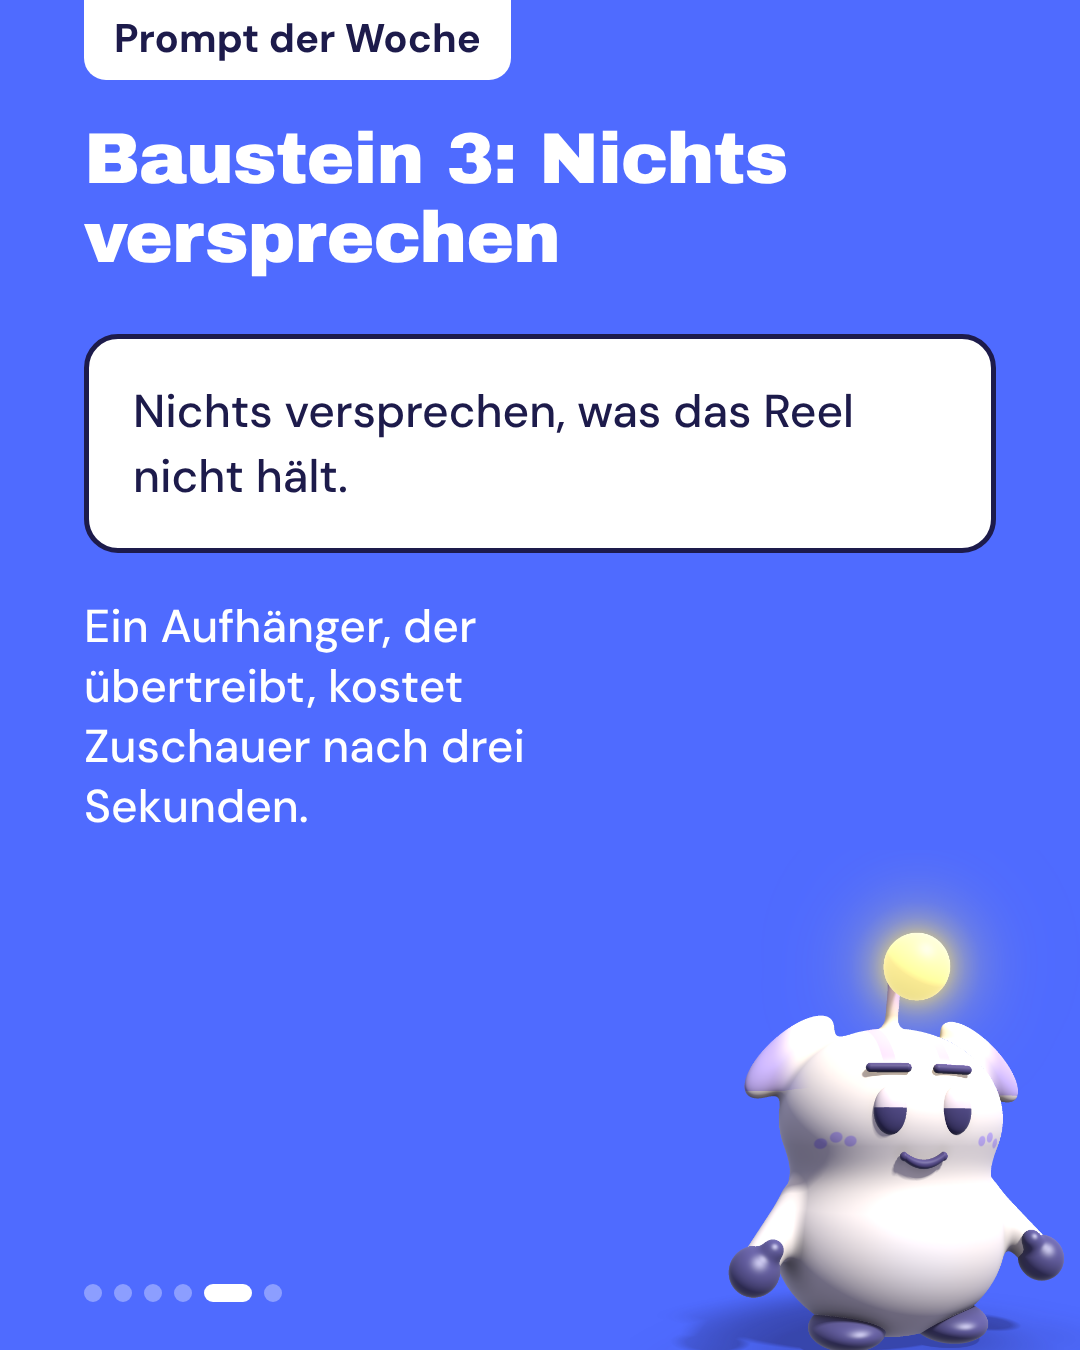 Prompt der Woche
Baustein 3: Nichts
versprechen
Nichts versprechen, was das Reel
nicht hält.
Ein Aufhänger, der
übertreibt, kostet
Zuschauer nach drei
Sekunden.